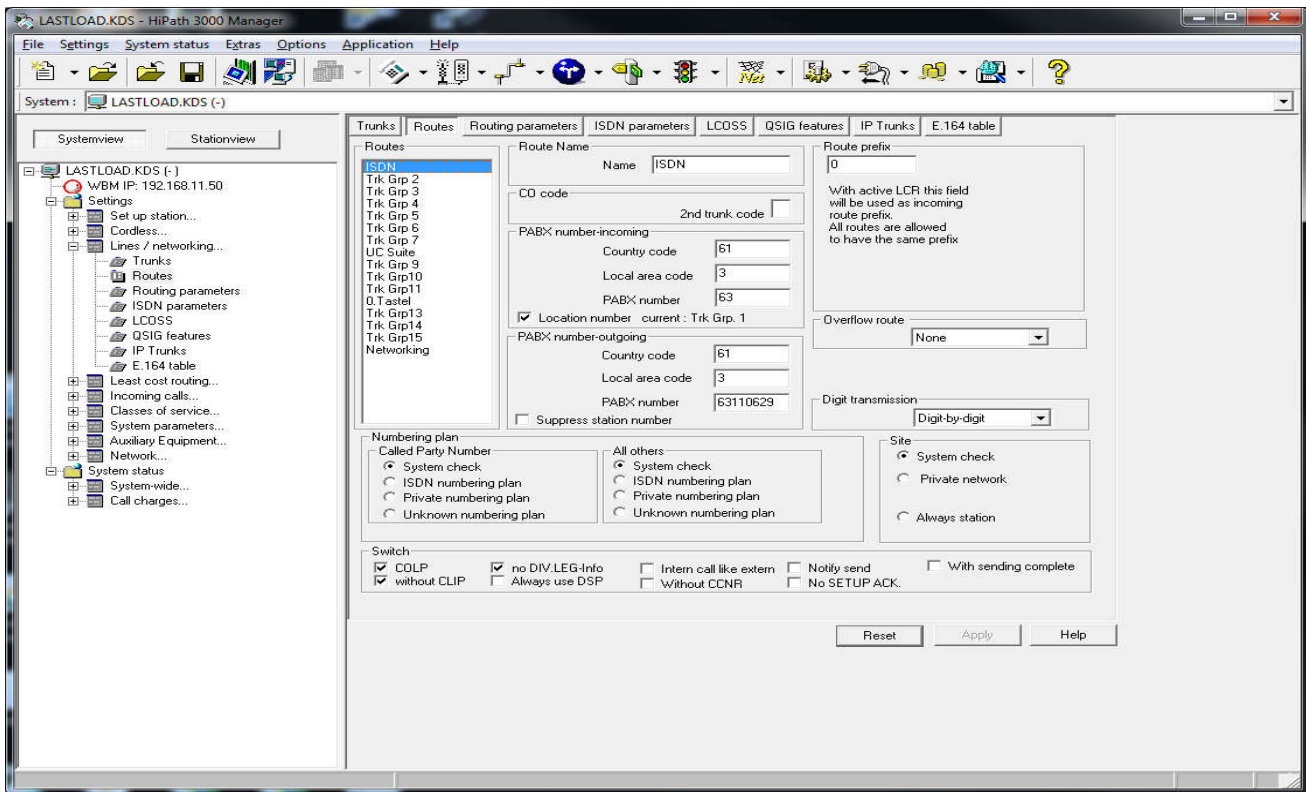 LASTLOAD.KDS - HiPath 3000 Manager
File Settings System status Extras Options Application Help
Net
System : LASTLOAD.KDS (-)
Systemview Stationview
LASTLOAD.KDS (-)
WBM IP: 192.168.11.50
Settings
Set up station...
Cordless...
Lines / networking...
Trunks
Routes
Routing parameters
ISDN parameters
LCOSS
QSIG features
IP Trunks
E.164 table
Least cost routing...
Incoming calls...
Classes of service...
System parameters...
Auxiliary Equipment...
Network...
System status
System-wide...
Call charges...
Trunks Routes Routing parameters ISDN parameters LCOSS QSIG features IP Trunks E.164 table
Routes
ISDN
Trk Grp 2
Trk Grp 3
Trk Grp 4
Trk Grp 5
Trk Grp 6
Trk Grp 7
UC Suite
Trk Grp 9
Trk Grp10
Trk Grp11
0.Tastel
Trk Grp13
Trk Grp14
Trk Grp15
Networking
Route Name
Name ISDN
CO code
2nd trunk code
PABX number-incoming
Country code 61
Local area code 3
PABX number 63
Location number current : Trk Grp. 1
PABX number-outgoing
Country code 61
Local area code 3
PABX number 63110629
Suppress station number
Route prefix
0
With active LCR this field
will be used as incoming
route prefix.
All routes are allowed
to have the same prefix
Overflow route
None
Digit transmission
Digit-by-digit
Numbering plan
Called Party Number
System check
ISDN numbering plan
Private numbering plan
Unknown numbering plan
All others
System check
ISDN numbering plan
Private numbering plan
Unknown numbering plan
Site
System check
Private network
Always station
Switch
COLP no DIV.LEG-Info Intern call like extern Notify send With sending complete
without CLIP Always use DSP Without CCNR No SETUP ACK.
Reset Apply Help